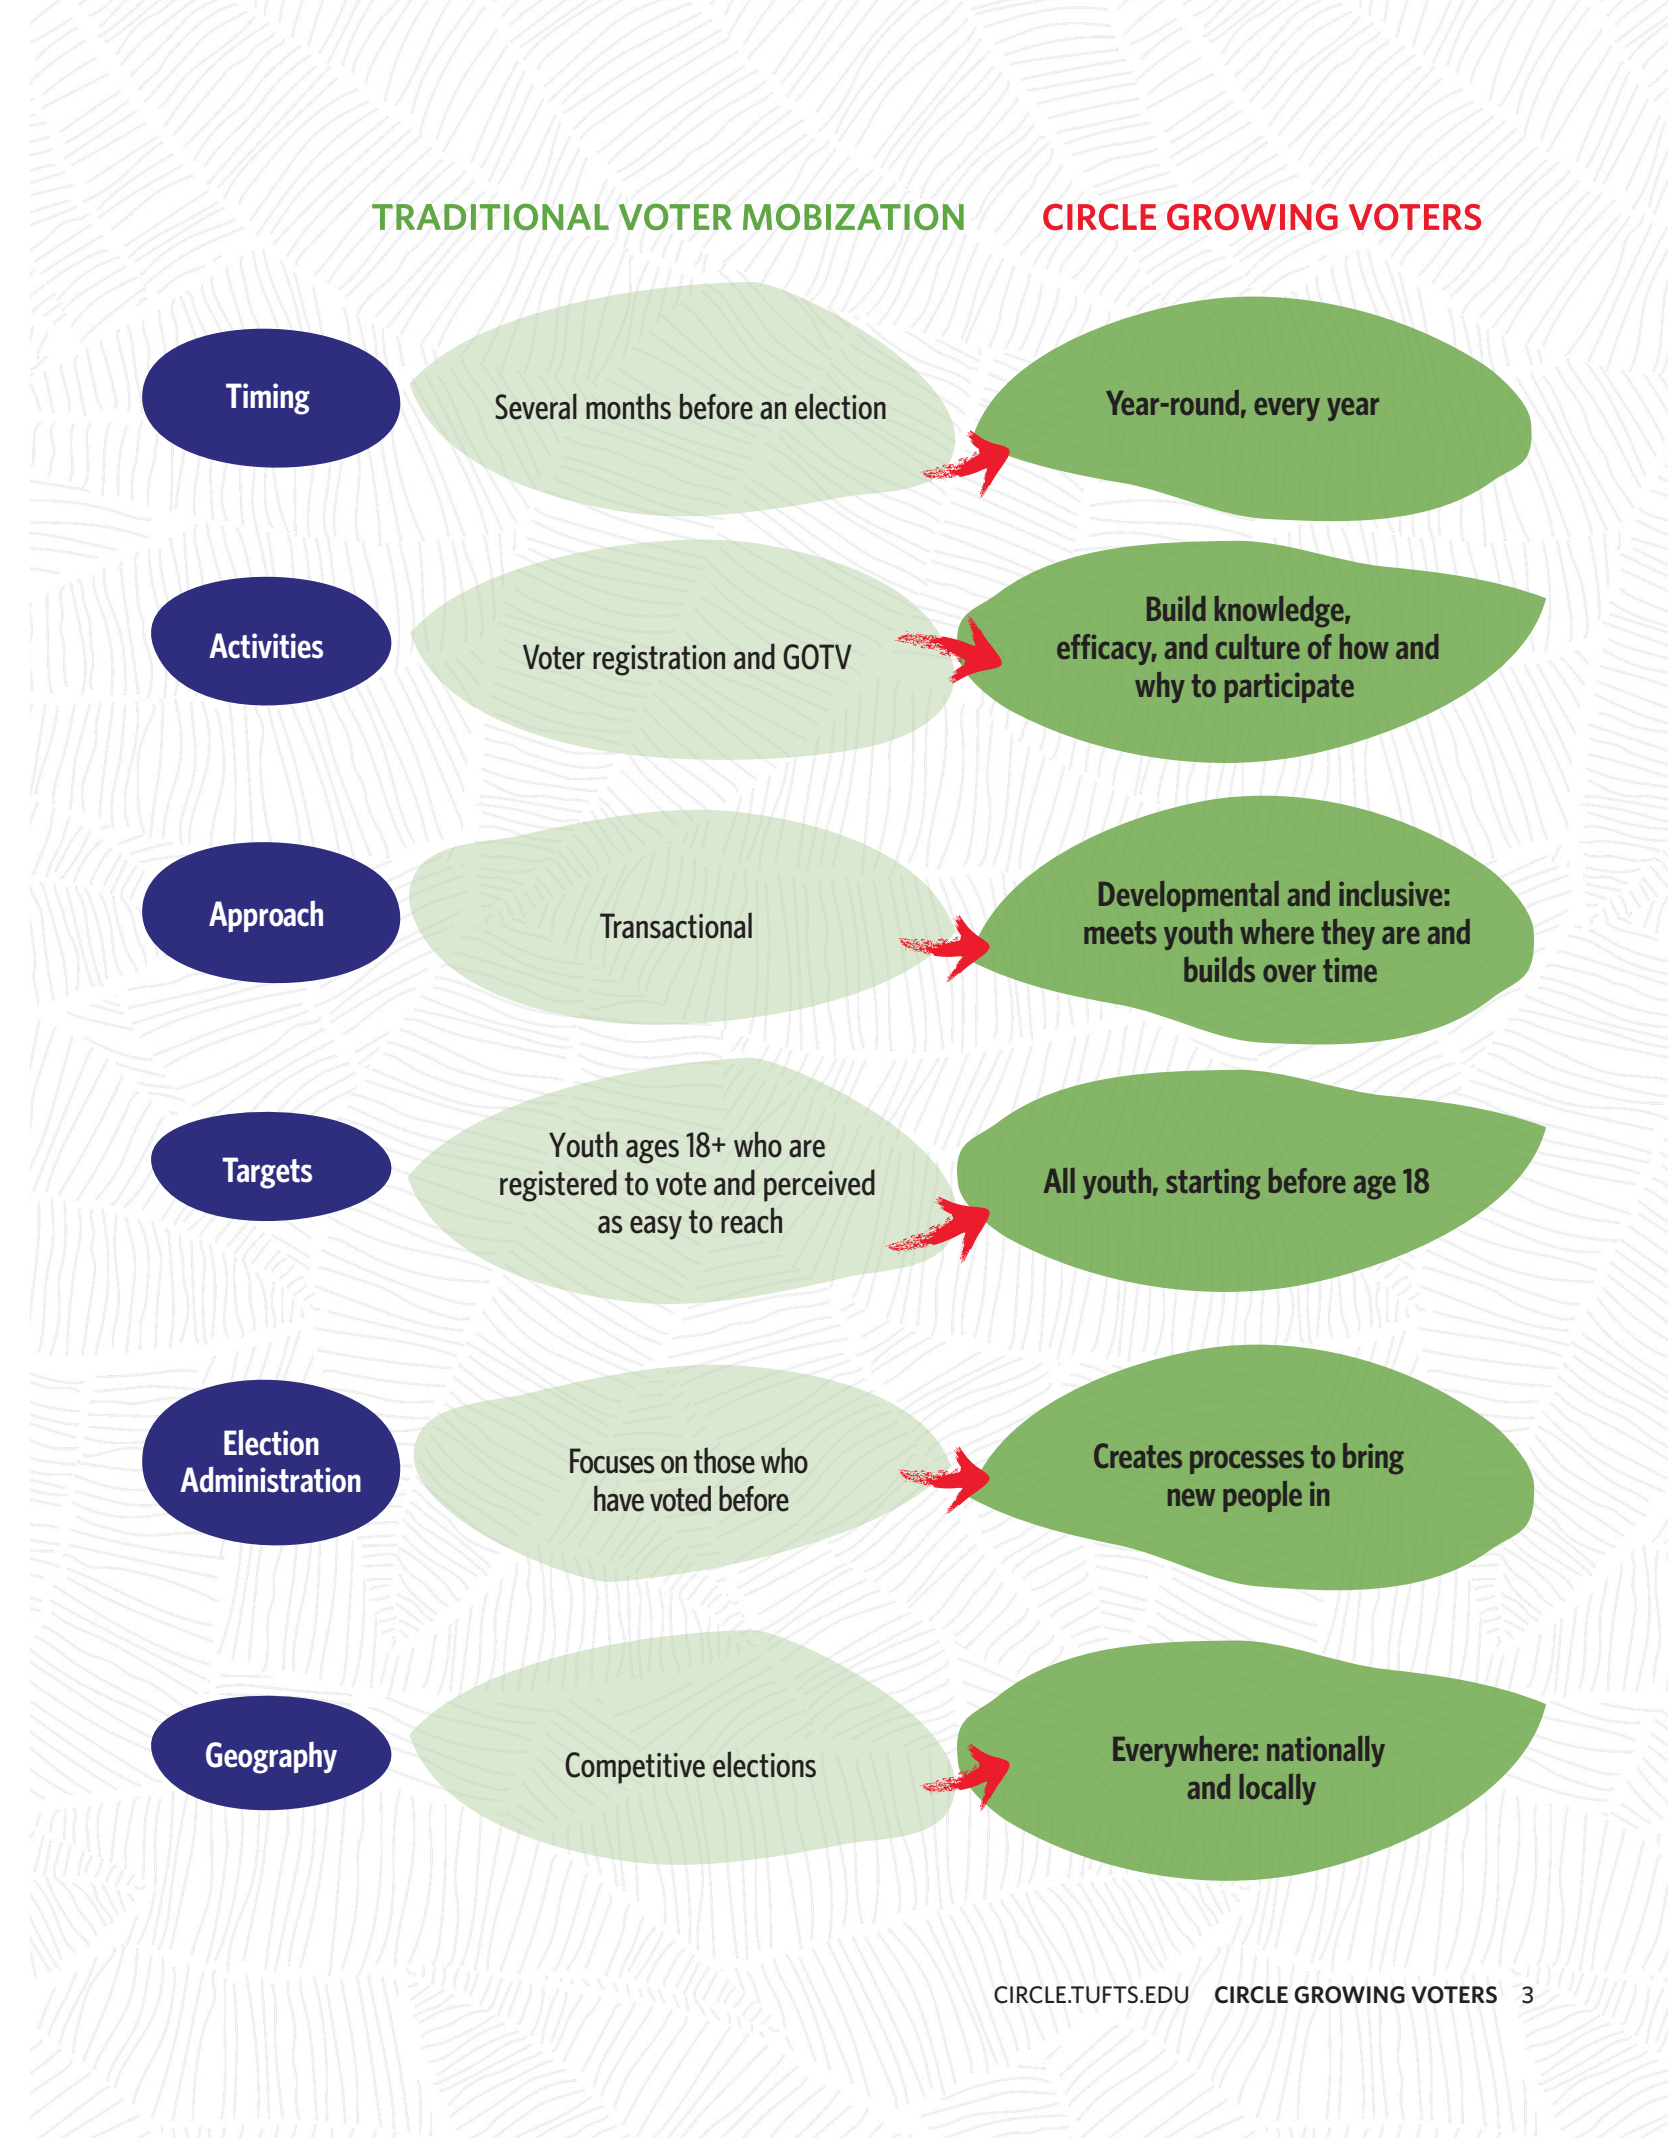 TRADITIONAL VOTER MOBIZATION
CIRCLE GROWING VOTERS
Timing
Several months before an election
Year-round, every year
Activities
Voter registration and GOTV
Build knowledge,
efficacy, and culture of how and
why to participate
Approach
Transactional
Developmental and inclusive:
meets youth where they are and
builds over time
Targets
Youth ages 18+ who are
registered to vote and perceived
as easy to reach
All youth, starting before age 18
Election
Administration
Focuses on those who
have voted before
Creates processes to bring
new people in
Geography
Competitive elections
Everywhere: nationally
and locally
CIRCLE.TUFTS.EDU CIRCLE GROWING VOTERS 3